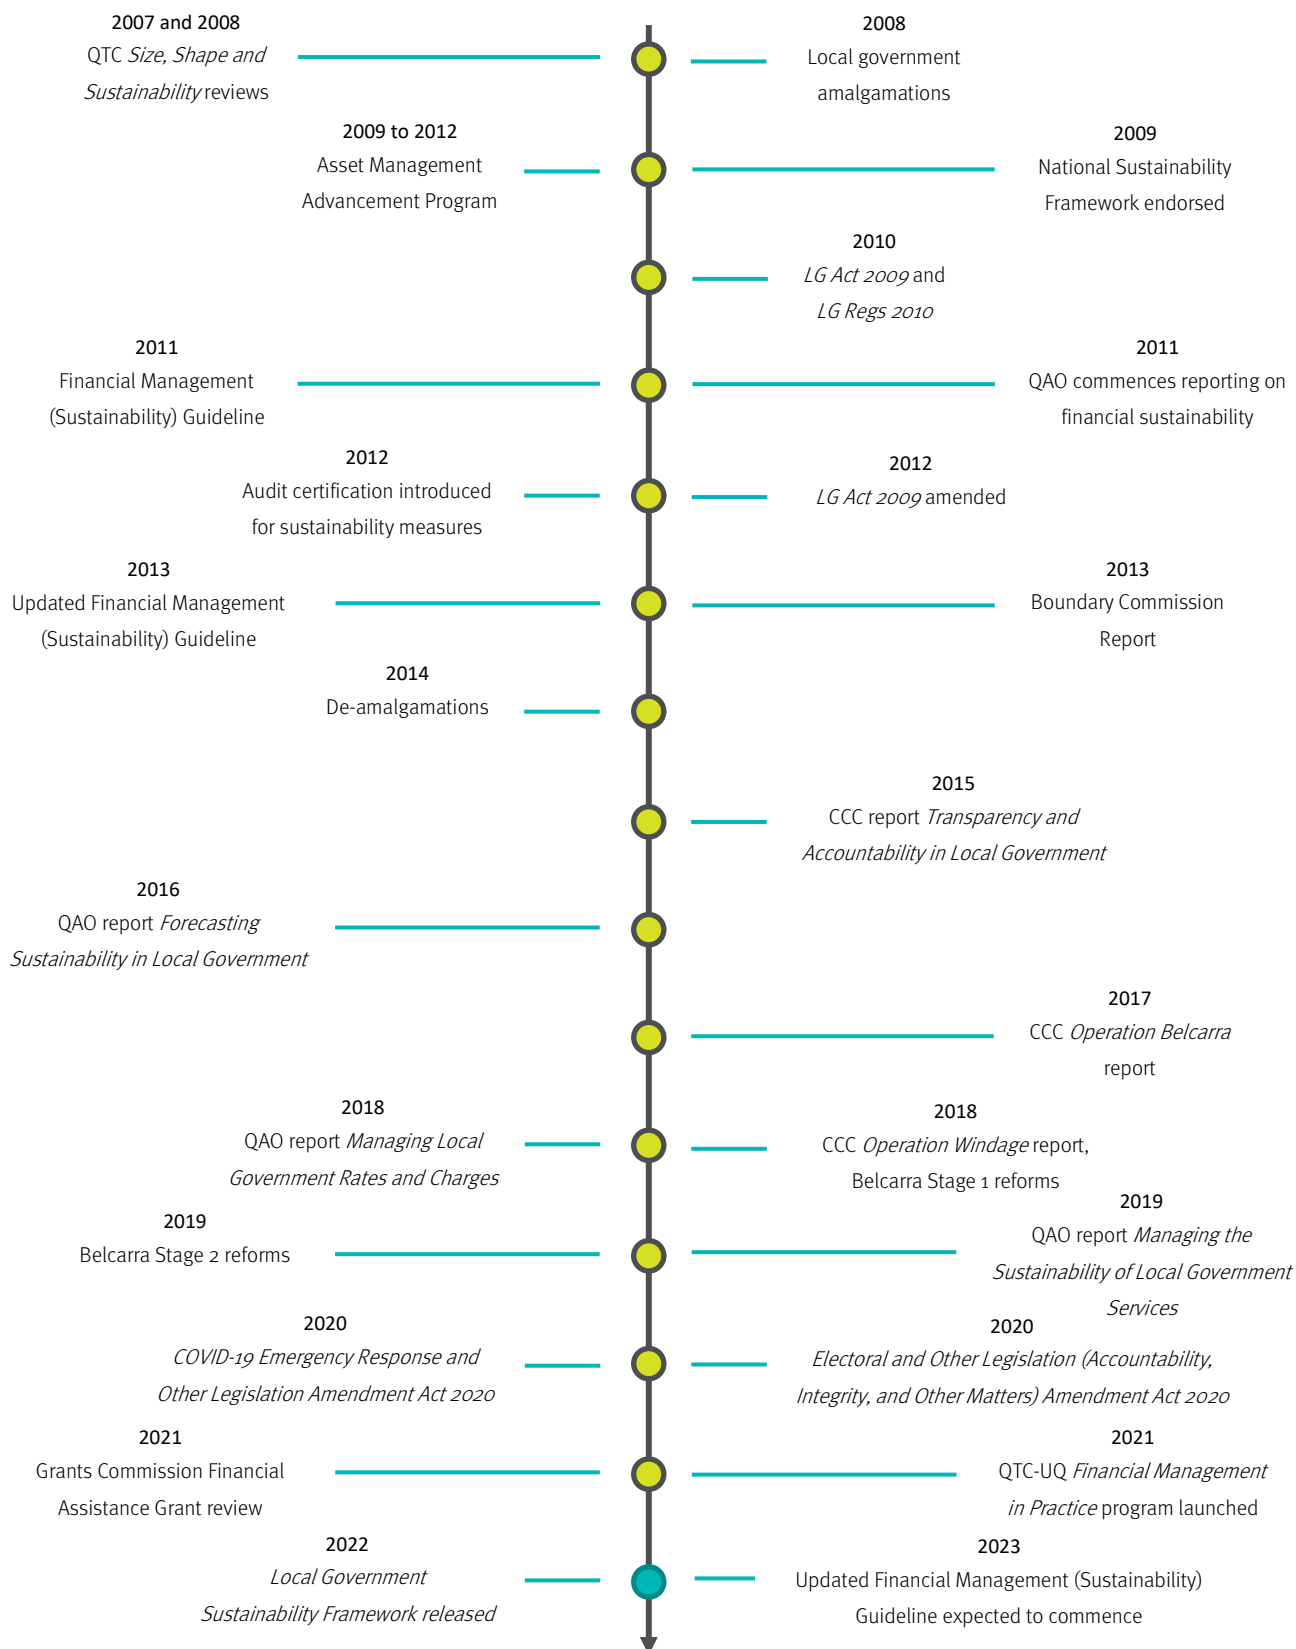 2007 and 2008
QTC Size, Shape and
Sustainability reviews
2008
Local government
amalgamations
2009 to 2012
Asset Management
Advancement Program
2009
National Sustainability
Framework endorsed
2010
LG Act 2009 and
LG Regs 2010
2011
Financial Management
(Sustainability) Guideline
2011
QAO commences reporting on
financial sustainability
2012
Audit certification introduced
for sustainability measures
2012
LG Act 2009 amended
2013
Updated Financial Management
(Sustainability) Guideline
2013
Boundary Commission
Report
2014
De-amalgamations
2015
CCC report Transparency and
Accountability in Local Government
2016
QAO report Forecasting
Sustainability in Local Government
2017
CCC Operation Belcarra
report
2018
QAO report Managing Local
Government Rates and Charges
2018
CCC Operation Windage report,
Belcarra Stage 1 reforms
2019
Belcarra Stage 2 reforms
2019
QAO report Managing the
Sustainability of Local Government
Services
2020
COVID-19 Emergency Response and
Other Legislation Amendment Act 2020
2020
Electoral and Other Legislation (Accountability,
Integrity, and Other Matters) Amendment Act 2020
2021
Grants Commission Financial
Assistance Grant review
2021
QTC-UQ Financial Management
in Practice program launched
2022
Local Government
Sustainability Framework released
2023
Updated Financial Management (Sustainability)
Guideline expected to commence